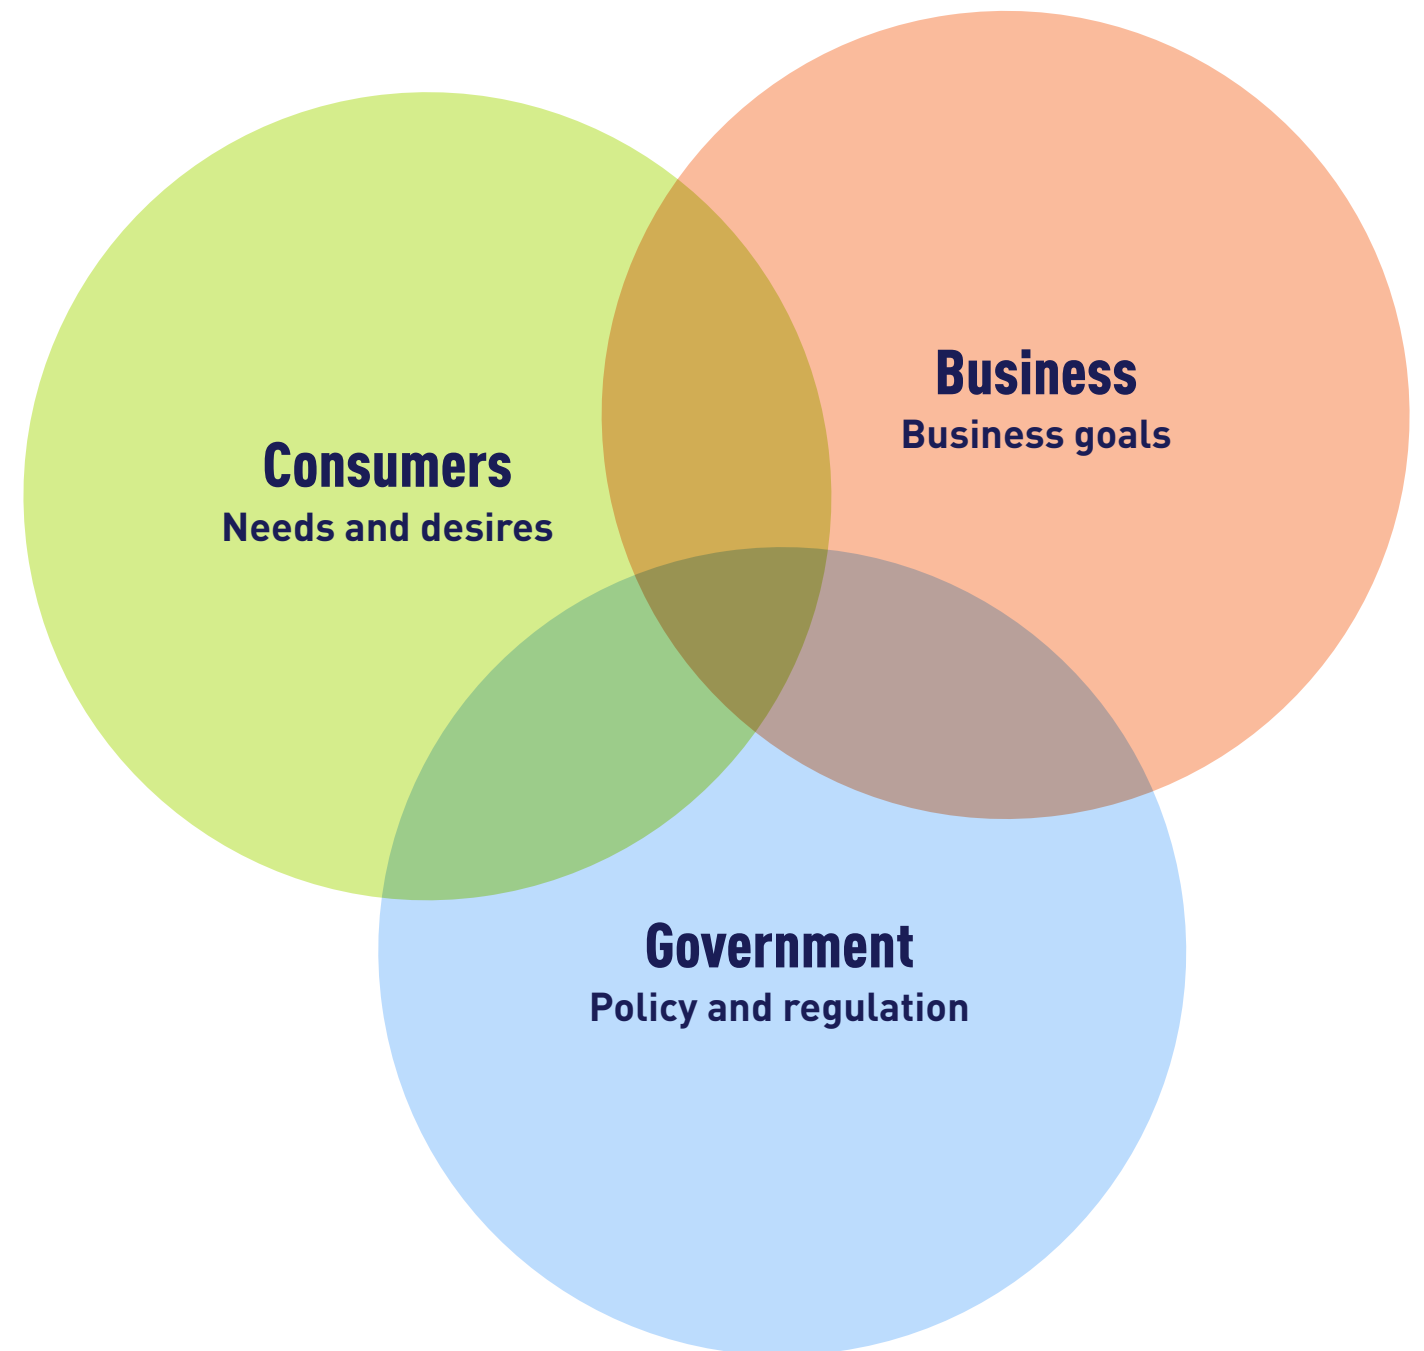 Business
Business goals
Consumers
Needs and desires
Government
Policy and regulation